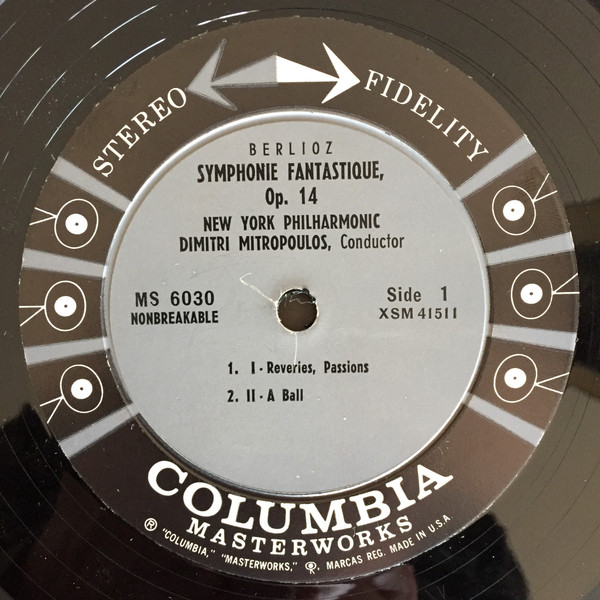 STEREO FIDELITY
BERLIOZ
SYMPHONIE FANTASTIQUE,
Op. 14
NEW YORK PHILHARMONIC
DIMITRI MITROPOULOS, Conductor
MS 6030
NONBREAKABLE
Side 1
XSM 41511
1. I - Reveries, Passions
2. II - A Ball
COLUMBIA
MASTERWORKS
® "COLUMBIA," "MASTERWORKS," MARCAS REG. MADE IN U.S.A.